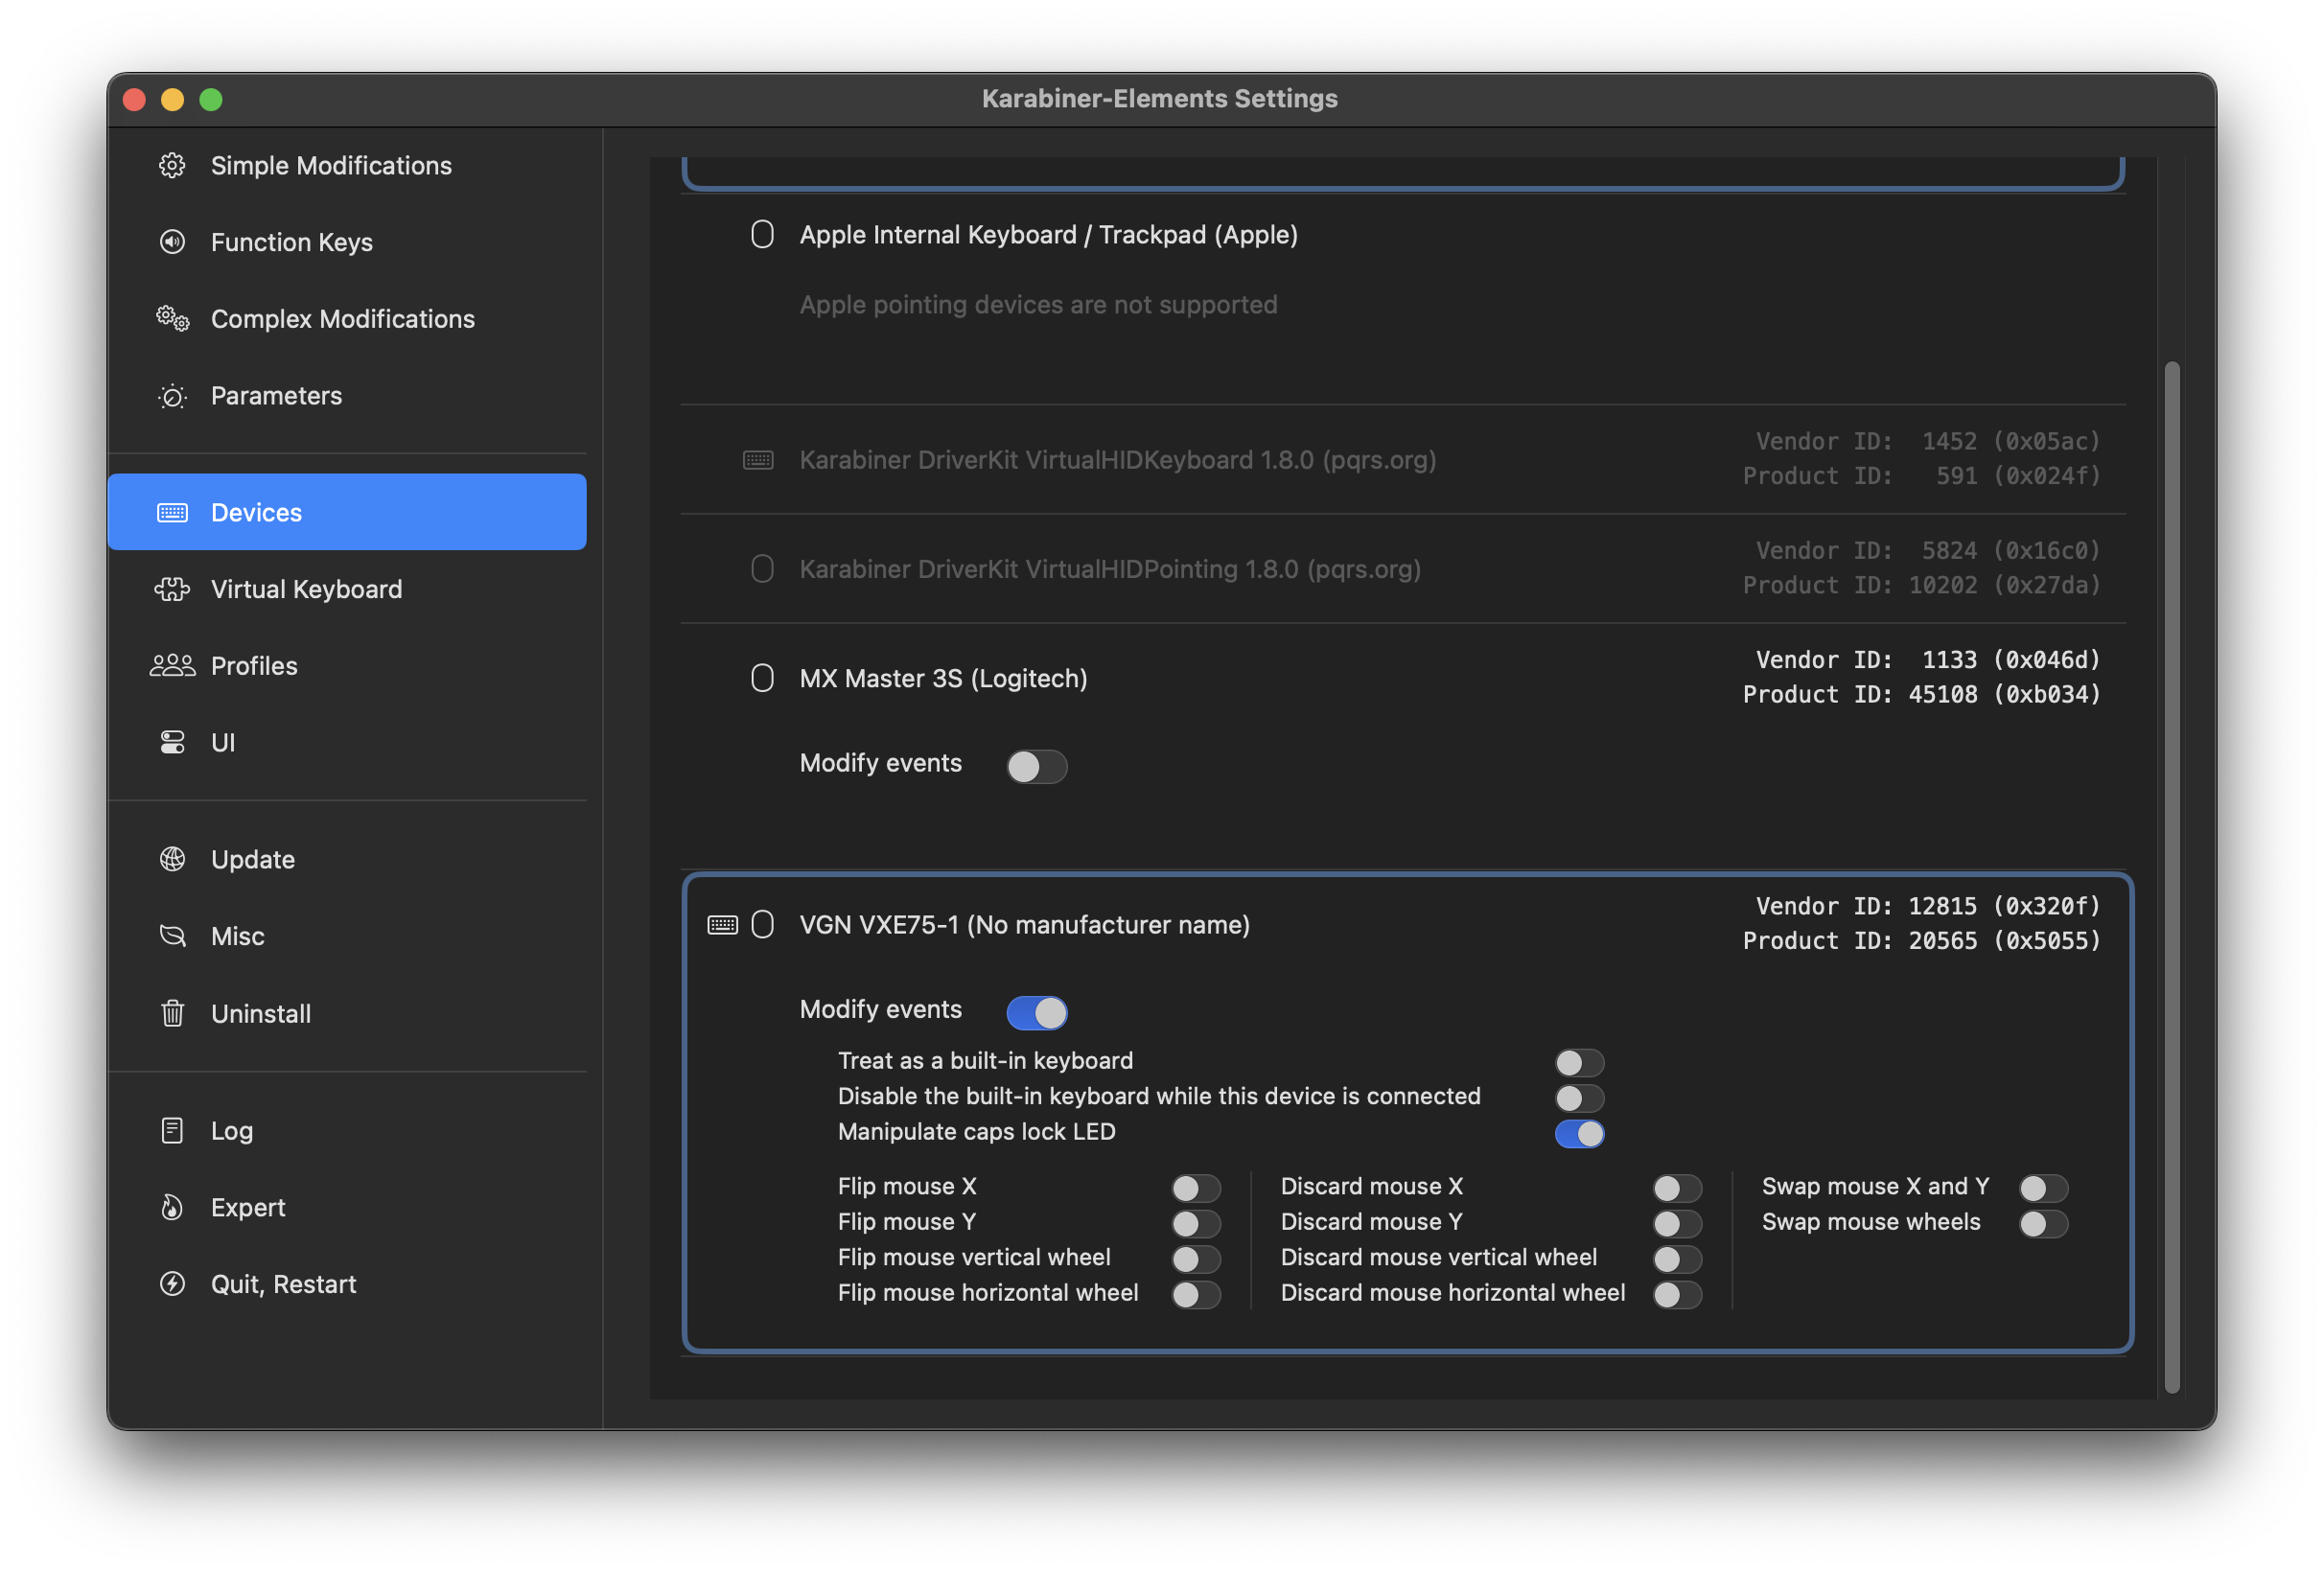 Karabiner-Elements Settings
Simple Modifications
Function Keys
Complex Modifications
Parameters
Devices
Virtual Keyboard
Profiles
UI
Update
Misc
Uninstall
Log
Expert
Quit, Restart
Apple Internal Keyboard / Trackpad (Apple)
Apple pointing devices are not supported
Karabiner DriverKit VirtualHIDKeyboard 1.8.0 (pqrs.org)
Vendor ID: 1452 (0x05ac)
Product ID: 591 (0x024f)
Karabiner DriverKit VirtualHIDPointing 1.8.0 (pqrs.org)
Vendor ID: 5824 (0x16c0)
Product ID: 10202 (0x27da)
MX Master 3S (Logitech)
Vendor ID: 1133 (0x046d)
Product ID: 45108 (0xb034)
Modify events
VGN VXE75-1 (No manufacturer name)
Vendor ID: 12815 (0x320f)
Product ID: 20565 (0x5055)
Modify events
Treat as a built-in keyboard
Disable the built-in keyboard while this device is connected
Manipulate caps lock LED
Flip mouse X
Flip mouse Y
Flip mouse vertical wheel
Flip mouse horizontal wheel
Discard mouse X
Discard mouse Y
Discard mouse vertical wheel
Discard mouse horizontal wheel
Swap mouse X and Y
Swap mouse wheels